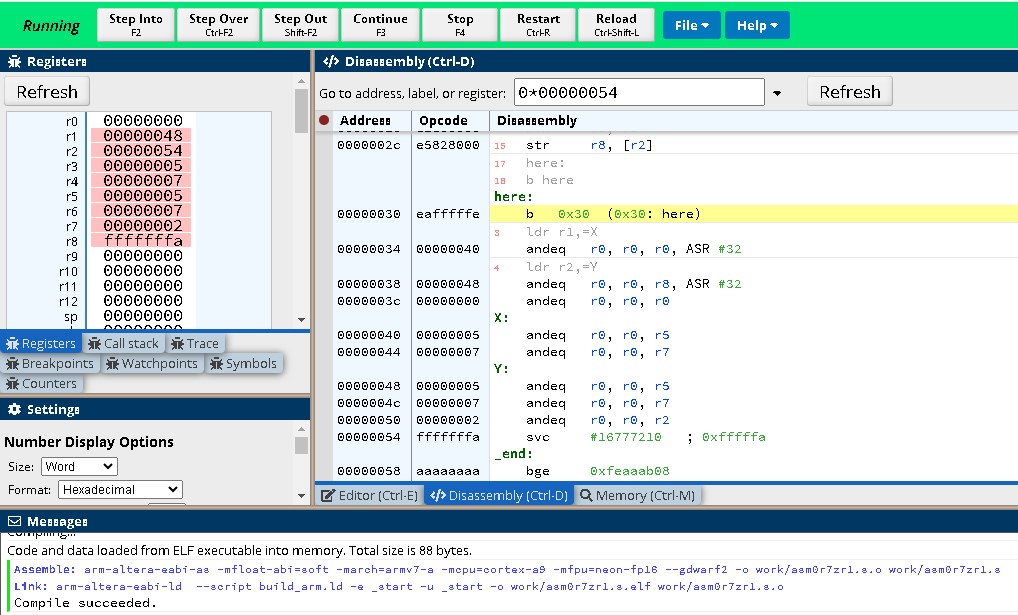 Running
Step Into
F2
Step Over
Ctrl-F2
Step Out
Shift-F2
Continue
F3
Stop
F4
Restart
Ctrl-R
Reload
Ctrl-Shift-L
File
Help
Registers
Refresh
r0 00000000
r1 00000048
r2 00000054
r3 00000005
r4 00000007
r5 00000005
r6 00000007
r7 00000002
r8 fffffffa
r9 00000000
r10 00000000
r11 00000000
r12 00000000
sp 00000000
Registers Call stack Trace
Breakpoints Watchpoints Symbols
Counters
Settings
Number Display Options
Size: Word
Format: Hexadecimal
Disassembly (Ctrl-D)
Go to address, label, or register: 0*00000054 Refresh
Address Opcode Disassembly
0000002c e5828000 15 str r8, [r2]
17 here:
18 b here
here:
00000030 eafffffe b 0x30 (0x30: here)
3 ldr r1,=X
00000034 00000040 andeq r0, r0, r0, ASR #32
4 ldr r2,=Y
00000038 00000048 andeq r0, r0, r8, ASR #32
0000003c 00000000 andeq r0, r0, r0
X:
00000040 00000005 andeq r0, r0, r5
00000044 00000007 andeq r0, r0, r7
Y:
00000048 00000005 andeq r0, r0, r5
0000004c 00000007 andeq r0, r0, r7
00000050 00000002 andeq r0, r0, r2
00000054 fffffffa svc #16777210 ; 0xfffffa
_end:
00000058 aaaaaaaa bge 0xfeaaab08
Editor (Ctrl-E) Disassembly (Ctrl-D) Memory (Ctrl-M)
Messages
Compiling...
Code and data loaded from ELF executable into memory. Total size is 88 bytes.
Assemble: arm-altera-eabi-as -mfloat-abi=soft -march=armv7-a -mcpu=cortex-a9 -mfpu=neon-fp16 --gdwarf2 -o work/asm0r7zr1.s.o work/asm0r7zr1.s
Link: arm-altera-eabi-ld --script build_arm.ld -e _start -u _start -o work/asm0r7zr1.s.elf work/asm0r7zr1.s.o
Compile succeeded.